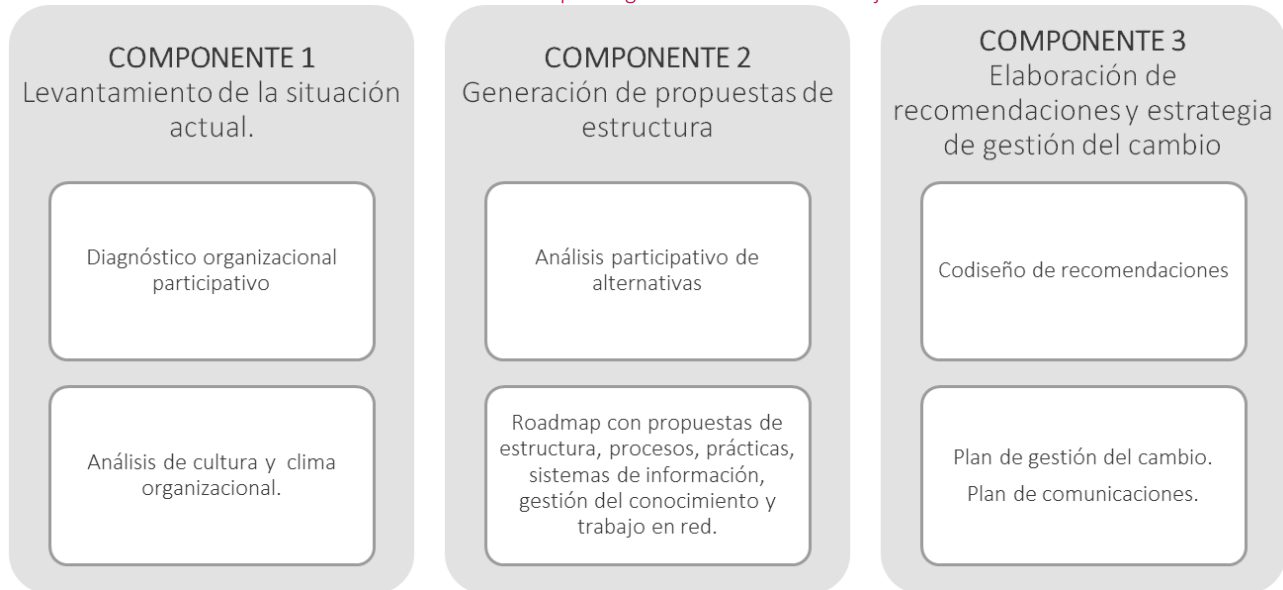 COMPONENTE 1
Levantamiento de la situación
actual.
Diagnóstico organizacional
participativo
Análisis de cultura y clima
organizacional.
COMPONENTE 2
Generación de propuestas de
estructura
Análisis participativo de
alternativas
Roadmap con propuestas de
estructura, procesos, prácticas,
sistemas de información,
gestión del conocimiento y
trabajo en red.
COMPONENTE 3
Elaboración de
recomendaciones y estrategia
de gestión del cambio
Codiseño de recomendaciones
Plan de gestión del cambio.
Plan de comunicaciones.